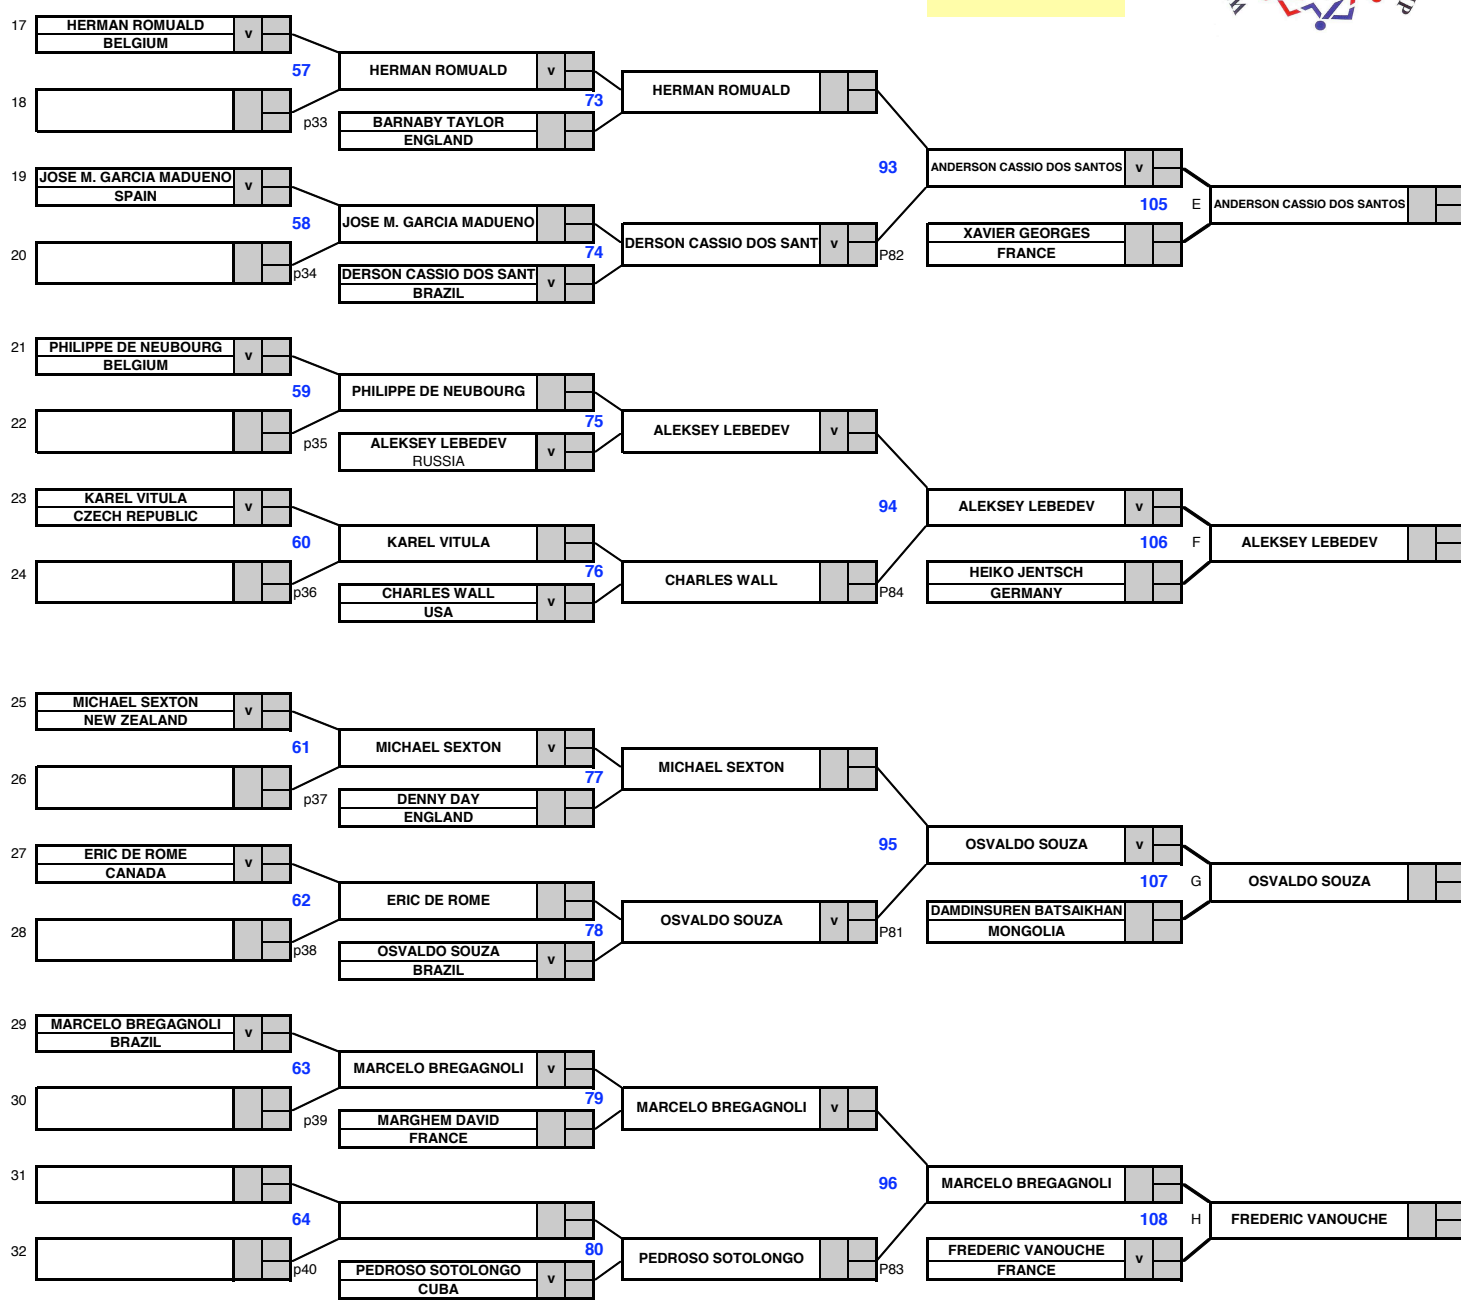 W
P
17
HERMAN ROMUALD
v
BELGIUM
57
HERMAN ROMUALD
v
18
p33
BARNABY TAYLOR
ENGLAND
73
HERMAN ROMUALD
19
JOSE M. GARCIA MADUENO
v
SPAIN
58
JOSE M. GARCIA MADUENO
20
p34
DERSON CASSIO DOS SANT
v
BRAZIL
74
DERSON CASSIO DOS SANT
v
93
ANDERSON CASSIO DOS SANTOS
v
P82
XAVIER GEORGES
FRANCE
105
E
ANDERSON CASSIO DOS SANTOS
21
PHILIPPE DE NEUBOURG
v
BELGIUM
59
PHILIPPE DE NEUBOURG
22
p35
ALEKSEY LEBEDEV
v
RUSSIA
75
ALEKSEY LEBEDEV
v
23
KAREL VITULA
v
CZECH REPUBLIC
60
KAREL VITULA
24
p36
CHARLES WALL
v
USA
76
CHARLES WALL
94
ALEKSEY LEBEDEV
v
P84
HEIKO JENTSCH
GERMANY
106
F
ALEKSEY LEBEDEV
25
MICHAEL SEXTON
v
NEW ZEALAND
61
MICHAEL SEXTON
v
26
p37
DENNY DAY
ENGLAND
77
MICHAEL SEXTON
27
ERIC DE ROME
v
CANADA
62
ERIC DE ROME
28
p38
OSVALDO SOUZA
v
BRAZIL
78
OSVALDO SOUZA
v
95
OSVALDO SOUZA
v
P81
DAMDINSUREN BATSAIKHAN
MONGOLIA
107
G
OSVALDO SOUZA
29
MARCELO BREGAGNOLI
v
BRAZIL
63
MARCELO BREGAGNOLI
v
30
p39
MARGHEM DAVID
FRANCE
79
MARCELO BREGAGNOLI
v
31
64
32
p40
PEDROSO SOTOLONGO
v
CUBA
80
PEDROSO SOTOLONGO
96
MARCELO BREGAGNOLI
P83
FREDERIC VANOUCHE
v
FRANCE
108
H
FREDERIC VANOUCHE